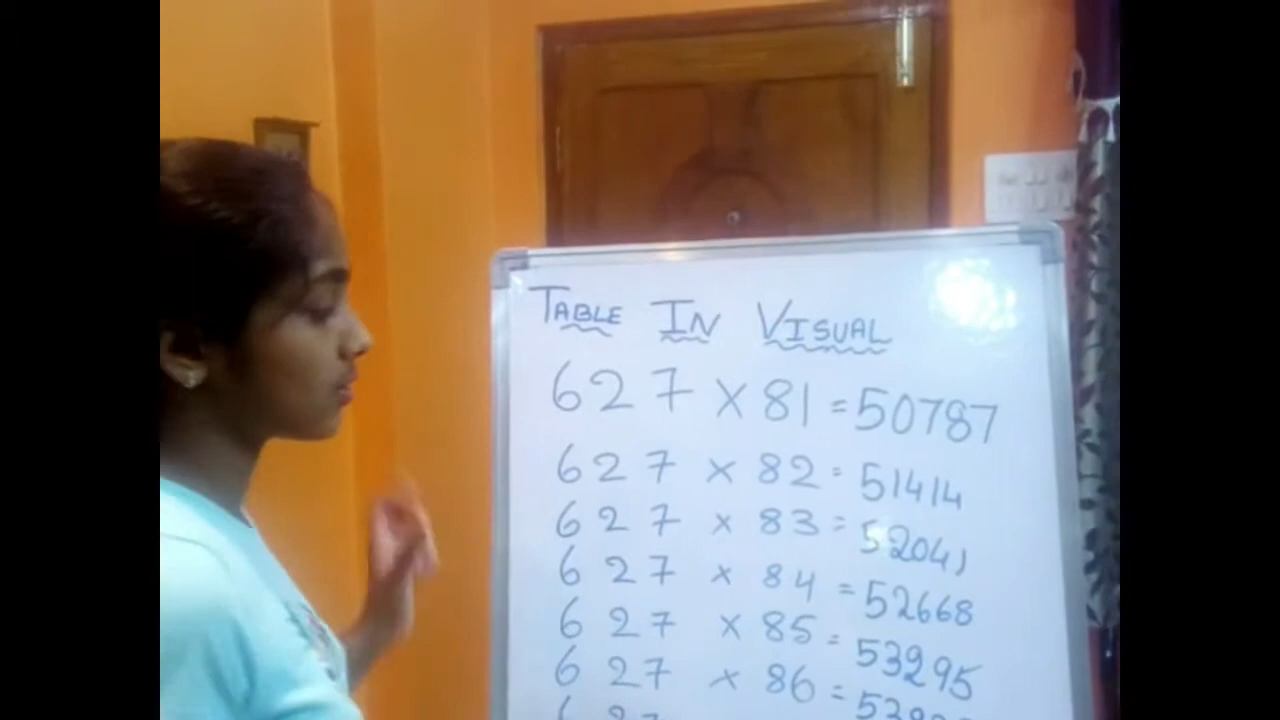 TABLE IN VISUAL
627 X 81 = 50787
627 x 82 = 51414
627 x 83 = 52041
627 x 84 = 52668
627 x 85 = 53295
627 x 86 =
627